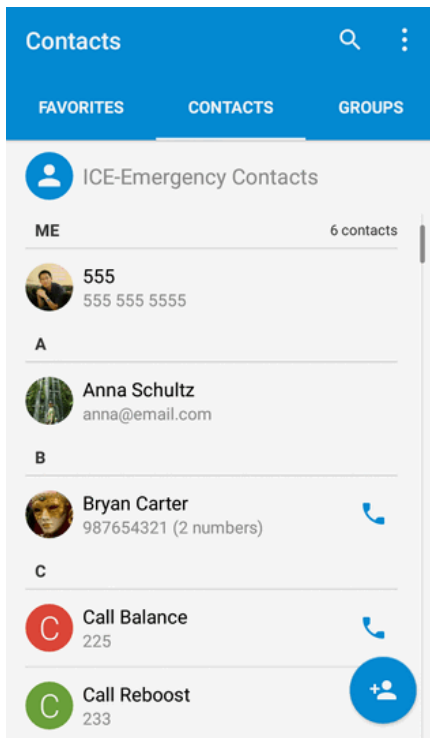 Contacts
FAVORITES CONTACTS GROUPS
ICE-Emergency Contacts
ME 6 contacts
555
555 555 5555
A
Anna Schultz
anna@email.com
B
Bryan Carter
987654321 (2 numbers)
C
C Call Balance
225
C Call Reboost
233